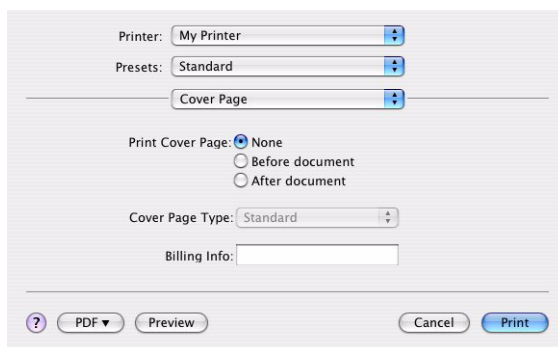 Printer: My Printer
Presets: Standard
Cover Page
Print Cover Page: None
Before document
After document
Cover Page Type: Standard
Billing Info:
? PDF ▼ Preview Cancel Print